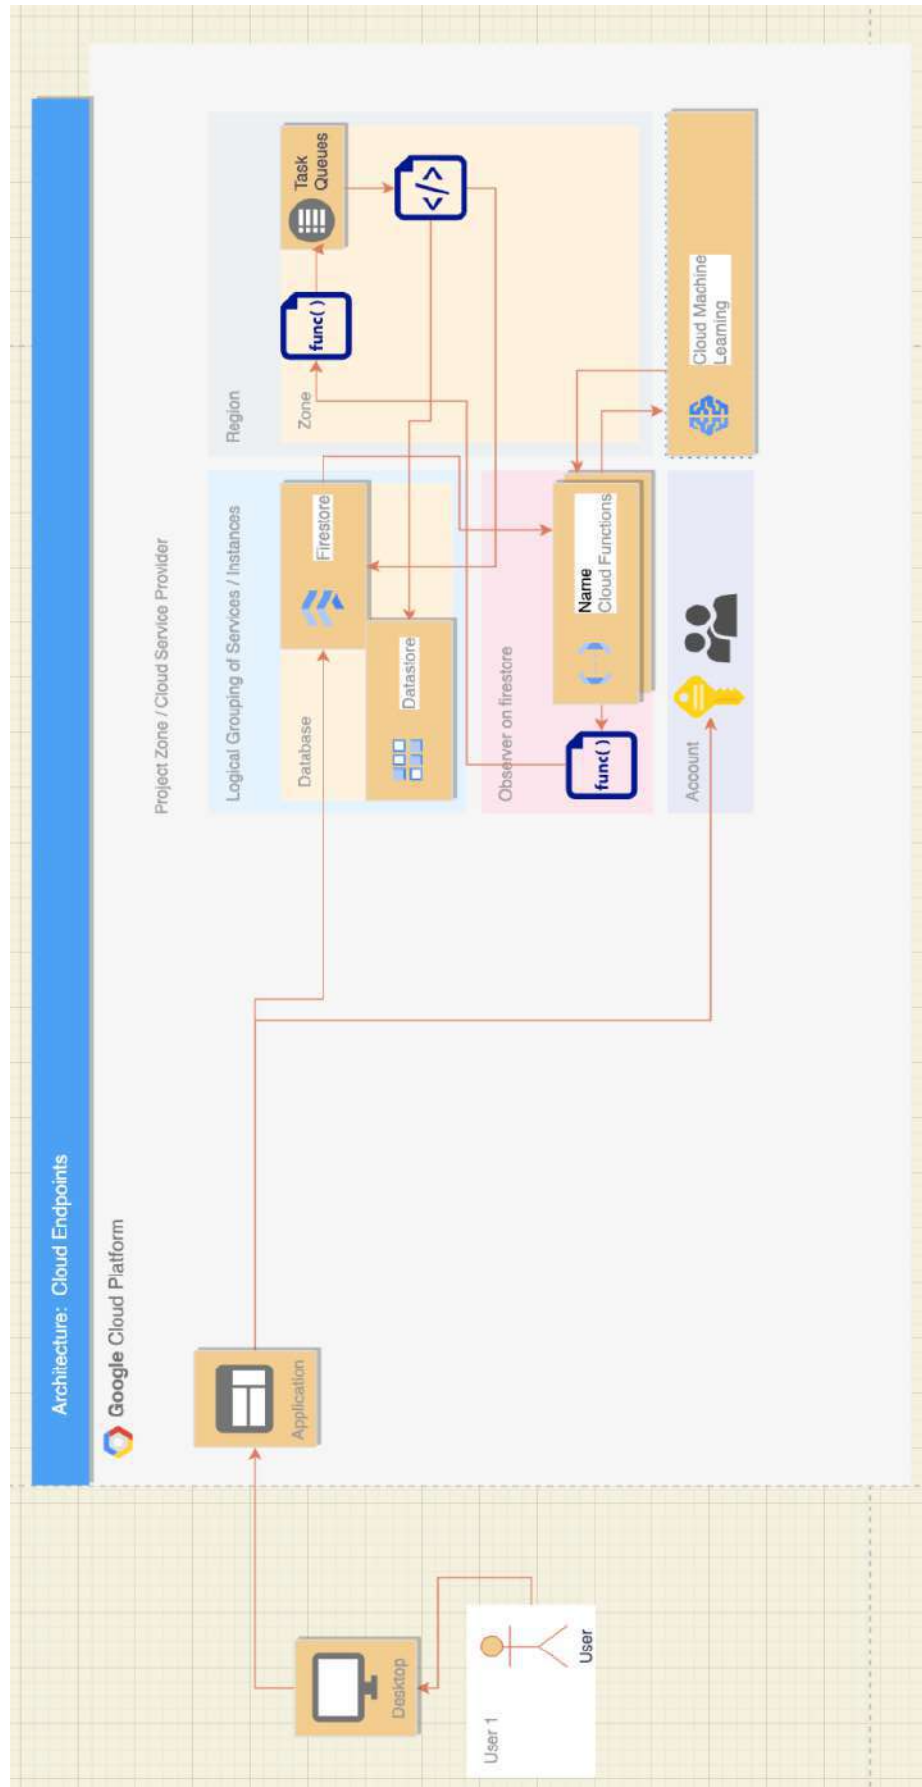 Architecture: Cloud Endpoints
Google Cloud Platform
Project Zone / Cloud Service Provider
User 1
User
Desktop
Application
Logical Grouping of Services / Instances
Database
Firestore
Datastore
Observer on firestore
func( )
Name
Cloud Functions
Account
Region
Zone
func( )
Task
Queues
</>
Cloud Machine
Learning